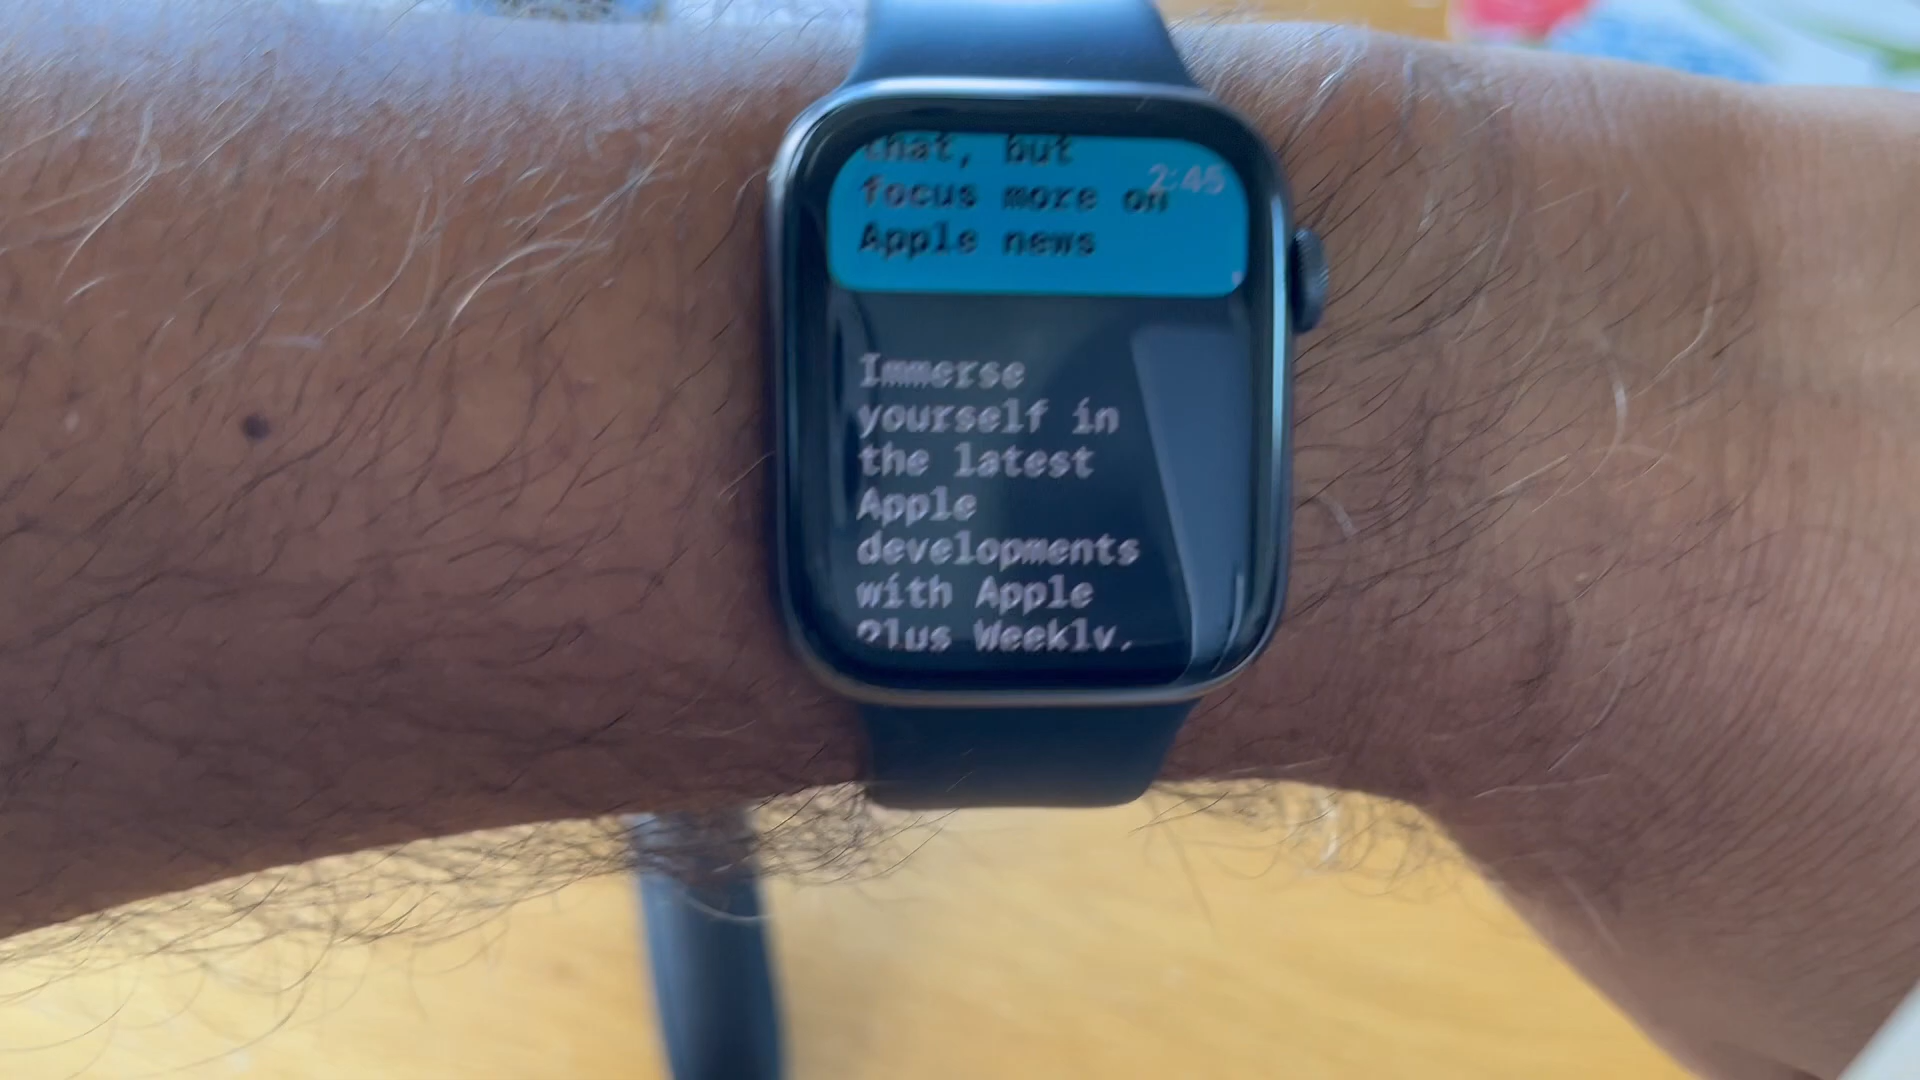 that, but
2:45
focus more on
Apple news
Immerse
yourself in
the latest
Apple
developments
with Apple
Plus Weekly.